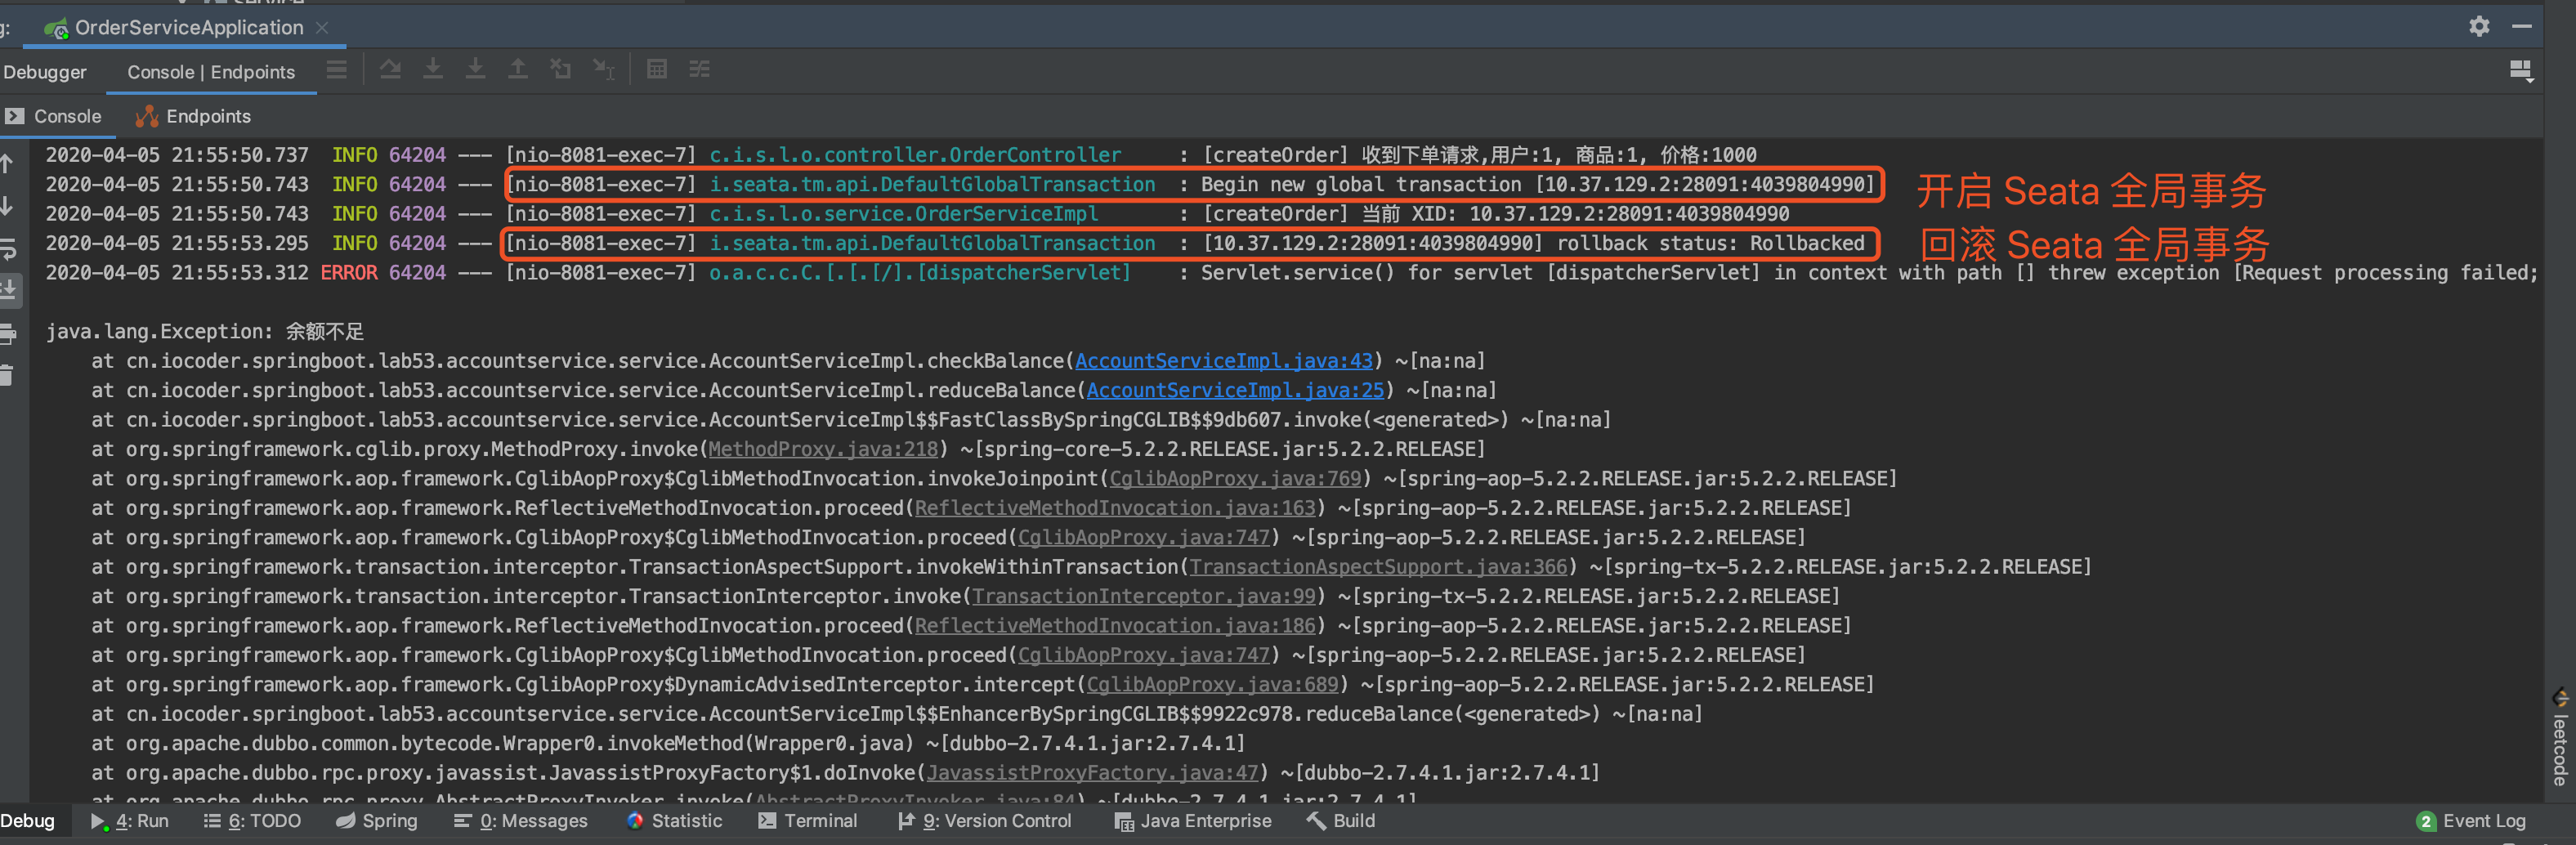 g:
OrderServiceApplication
Debugger
Console | Endpoints
Console
Endpoints
2020-04-05 21:55:50.737  INFO 64204 --- [nio-8081-exec-7] c.i.s.l.o.controller.OrderController     : [createOrder] 收到下单请求,用户:1, 商品:1, 价格:1000
2020-04-05 21:55:50.743  INFO 64204 --- [nio-8081-exec-7] i.seata.tm.api.DefaultGlobalTransaction  : Begin new global transaction [10.37.129.2:28091:4039804990]
开启 Seata 全局事务
2020-04-05 21:55:50.743  INFO 64204 --- [nio-8081-exec-7] c.i.s.l.o.service.OrderServiceImpl       : [createOrder] 当前 XID: 10.37.129.2:28091:4039804990
2020-04-05 21:55:53.295  INFO 64204 --- [nio-8081-exec-7] i.seata.tm.api.DefaultGlobalTransaction  : [10.37.129.2:28091:4039804990] rollback status: Rollbacked
回滚 Seata 全局事务
2020-04-05 21:55:53.312 ERROR 64204 --- [nio-8081-exec-7] o.a.c.c.C.[.[.[/].[dispatcherServlet]    : Servlet.service() for servlet [dispatcherServlet] in context with path [] threw exception [Request processing failed;
java.lang.Exception: 余额不足
at cn.iocoder.springboot.lab53.accountservice.service.AccountServiceImpl.checkBalance(AccountServiceImpl.java:43) ~[na:na]
at cn.iocoder.springboot.lab53.accountservice.service.AccountServiceImpl.reduceBalance(AccountServiceImpl.java:25) ~[na:na]
at cn.iocoder.springboot.lab53.accountservice.service.AccountServiceImpl$$FastClassBySpringCGLIB$$9db607.invoke(<generated>) ~[na:na]
at org.springframework.cglib.proxy.MethodProxy.invoke(MethodProxy.java:218) ~[spring-core-5.2.2.RELEASE.jar:5.2.2.RELEASE]
at org.springframework.aop.framework.CglibAopProxy$CglibMethodInvocation.invokeJoinpoint(CglibAopProxy.java:769) ~[spring-aop-5.2.2.RELEASE.jar:5.2.2.RELEASE]
at org.springframework.aop.framework.ReflectiveMethodInvocation.proceed(ReflectiveMethodInvocation.java:163) ~[spring-aop-5.2.2.RELEASE.jar:5.2.2.RELEASE]
at org.springframework.aop.framework.CglibAopProxy$CglibMethodInvocation.proceed(CglibAopProxy.java:747) ~[spring-aop-5.2.2.RELEASE.jar:5.2.2.RELEASE]
at org.springframework.transaction.interceptor.TransactionAspectSupport.invokeWithinTransaction(TransactionAspectSupport.java:366) ~[spring-tx-5.2.2.RELEASE.jar:5.2.2.RELEASE]
at org.springframework.transaction.interceptor.TransactionInterceptor.invoke(TransactionInterceptor.java:99) ~[spring-tx-5.2.2.RELEASE.jar:5.2.2.RELEASE]
at org.springframework.aop.framework.ReflectiveMethodInvocation.proceed(ReflectiveMethodInvocation.java:186) ~[spring-aop-5.2.2.RELEASE.jar:5.2.2.RELEASE]
at org.springframework.aop.framework.CglibAopProxy$CglibMethodInvocation.proceed(CglibAopProxy.java:747) ~[spring-aop-5.2.2.RELEASE.jar:5.2.2.RELEASE]
at org.springframework.aop.framework.CglibAopProxy$DynamicAdvisedInterceptor.intercept(CglibAopProxy.java:689) ~[spring-aop-5.2.2.RELEASE.jar:5.2.2.RELEASE]
at cn.iocoder.springboot.lab53.accountservice.service.AccountServiceImpl$$EnhancerBySpringCGLIB$$9922c978.reduceBalance(<generated>) ~[na:na]
at org.apache.dubbo.common.bytecode.Wrapper0.invokeMethod(Wrapper0.java) ~[dubbo-2.7.4.1.jar:2.7.4.1]
at org.apache.dubbo.rpc.proxy.javassist.JavassistProxyFactory$1.doInvoke(JavassistProxyFactory.java:47) ~[dubbo-2.7.4.1.jar:2.7.4.1]
at org.apache.dubbo.rpc.proxy.AbstractProxyInvoker.invoke(AbstractProxyInvoker.java:84) ~[dubbo-2.7.4.1.jar:2.7.4.1]
leetcode
Debug
4: Run
6: TODO
Spring
0: Messages
Statistic
Terminal
9: Version Control
Java Enterprise
Build
2 Event Log